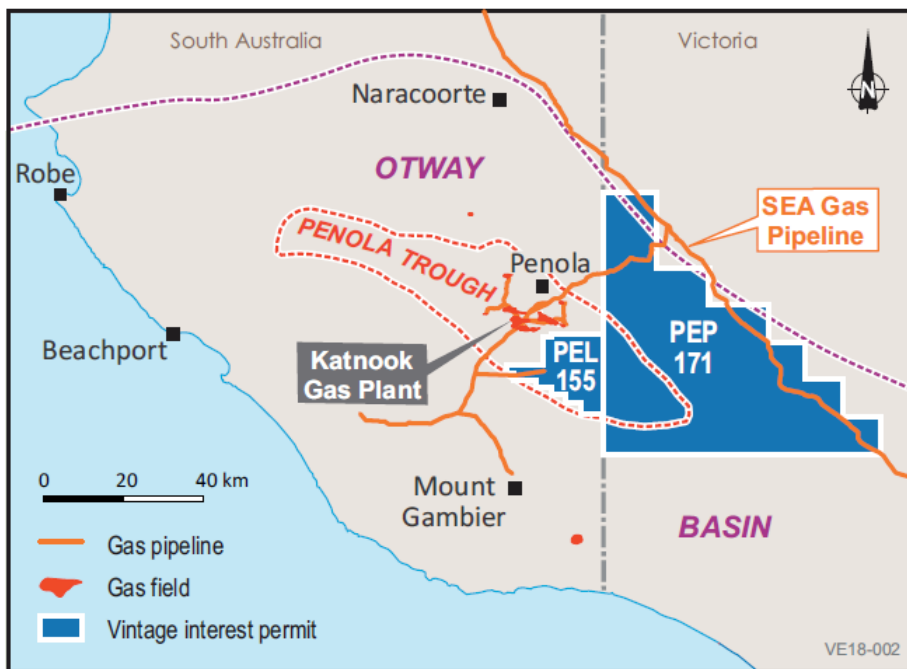 South Australia
Victoria
Naracoorte
N
OTWAY
Robe
SEA Gas
Pipeline
PENOLA TROUGH
Penola
Beachport
PEL
155
PEP
171
Katnook
Gas Plant
0 20 40 km
Mount
Gambier
BASIN
Gas pipeline
Gas field
Vintage interest permit
VE18-002